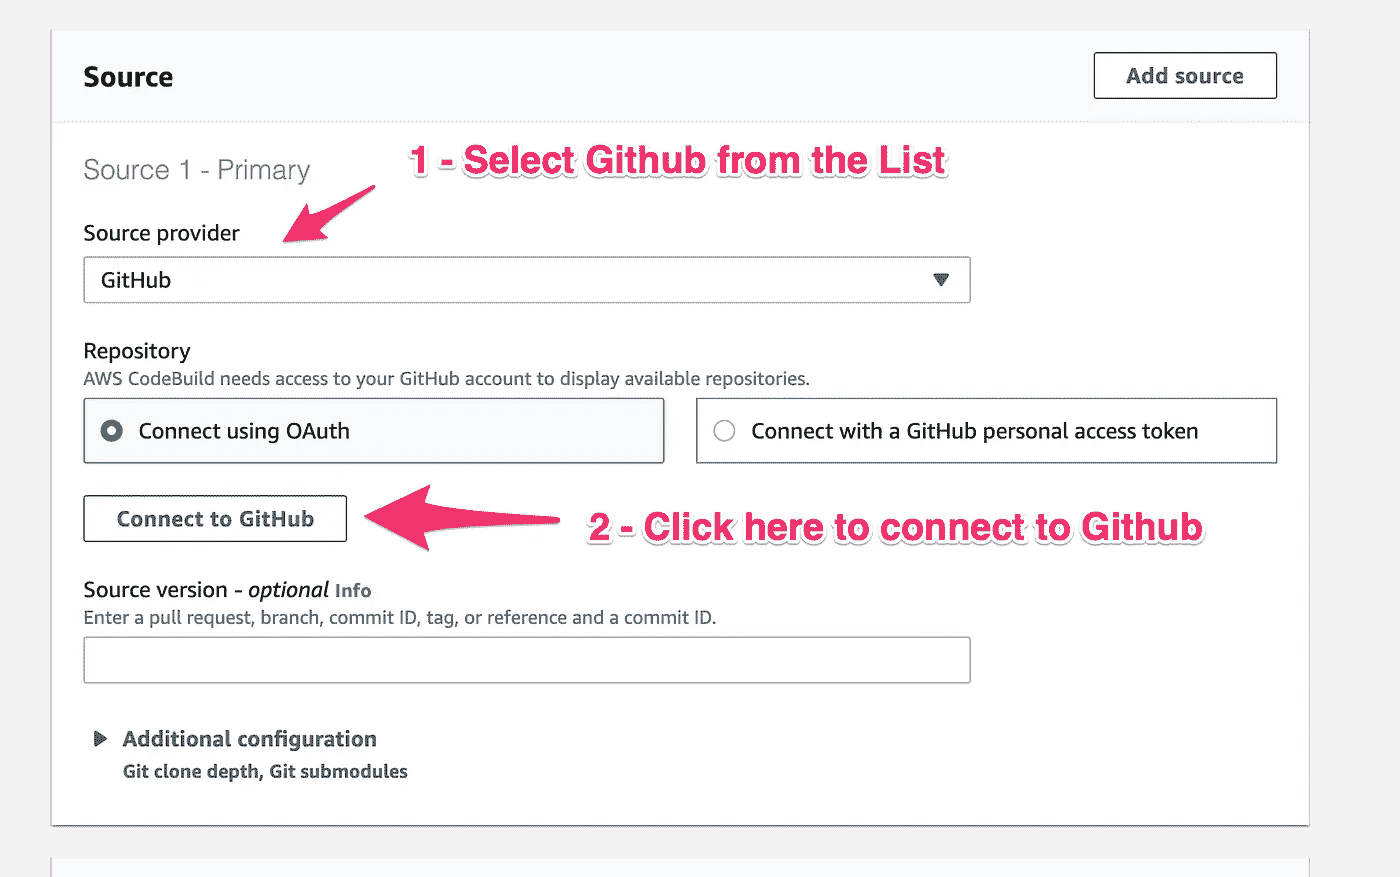 Source
Add source
Source 1 - Primary
1 - Select Github from the List
Source provider
GitHub
Repository
AWS CodeBuild needs access to your GitHub account to display available repositories.
Connect using OAuth
Connect with a GitHub personal access token
Connect to GitHub
2 - Click here to connect to Github
Source version - optional Info
Enter a pull request, branch, commit ID, tag, or reference and a commit ID.
Additional configuration
Git clone depth, Git submodules